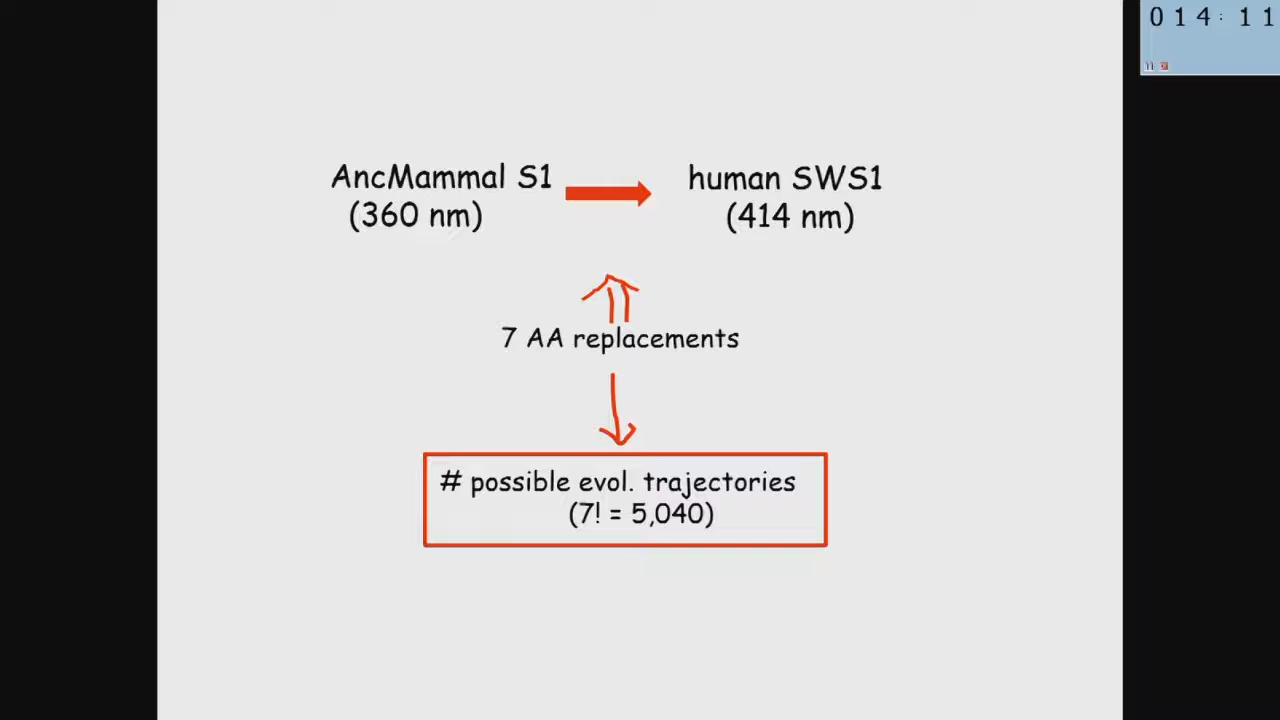 014:11
AncMammal S1
(360 nm)
human SWS1
(414 nm)
7 AA replacements
# possible evol. trajectories
(7! = 5,040)